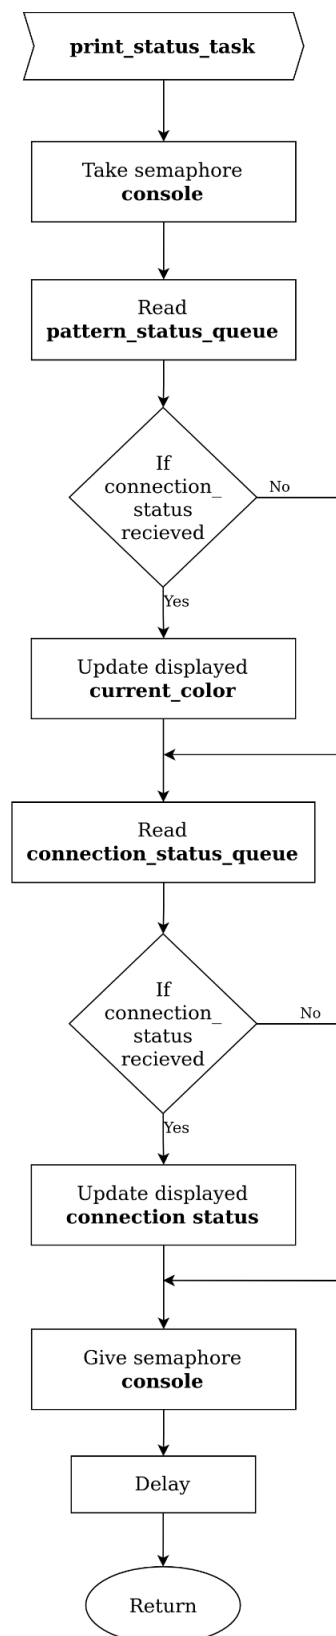 print_status_task
Take semaphore
console
Read
pattern_status_queue
If
connection_
status
recieved
No
Yes
Update displayed
current_color
Read
connection_status_queue
If
connection_
status
recieved
No
Yes
Update displayed
connection status
Give semaphore
console
Delay
Return